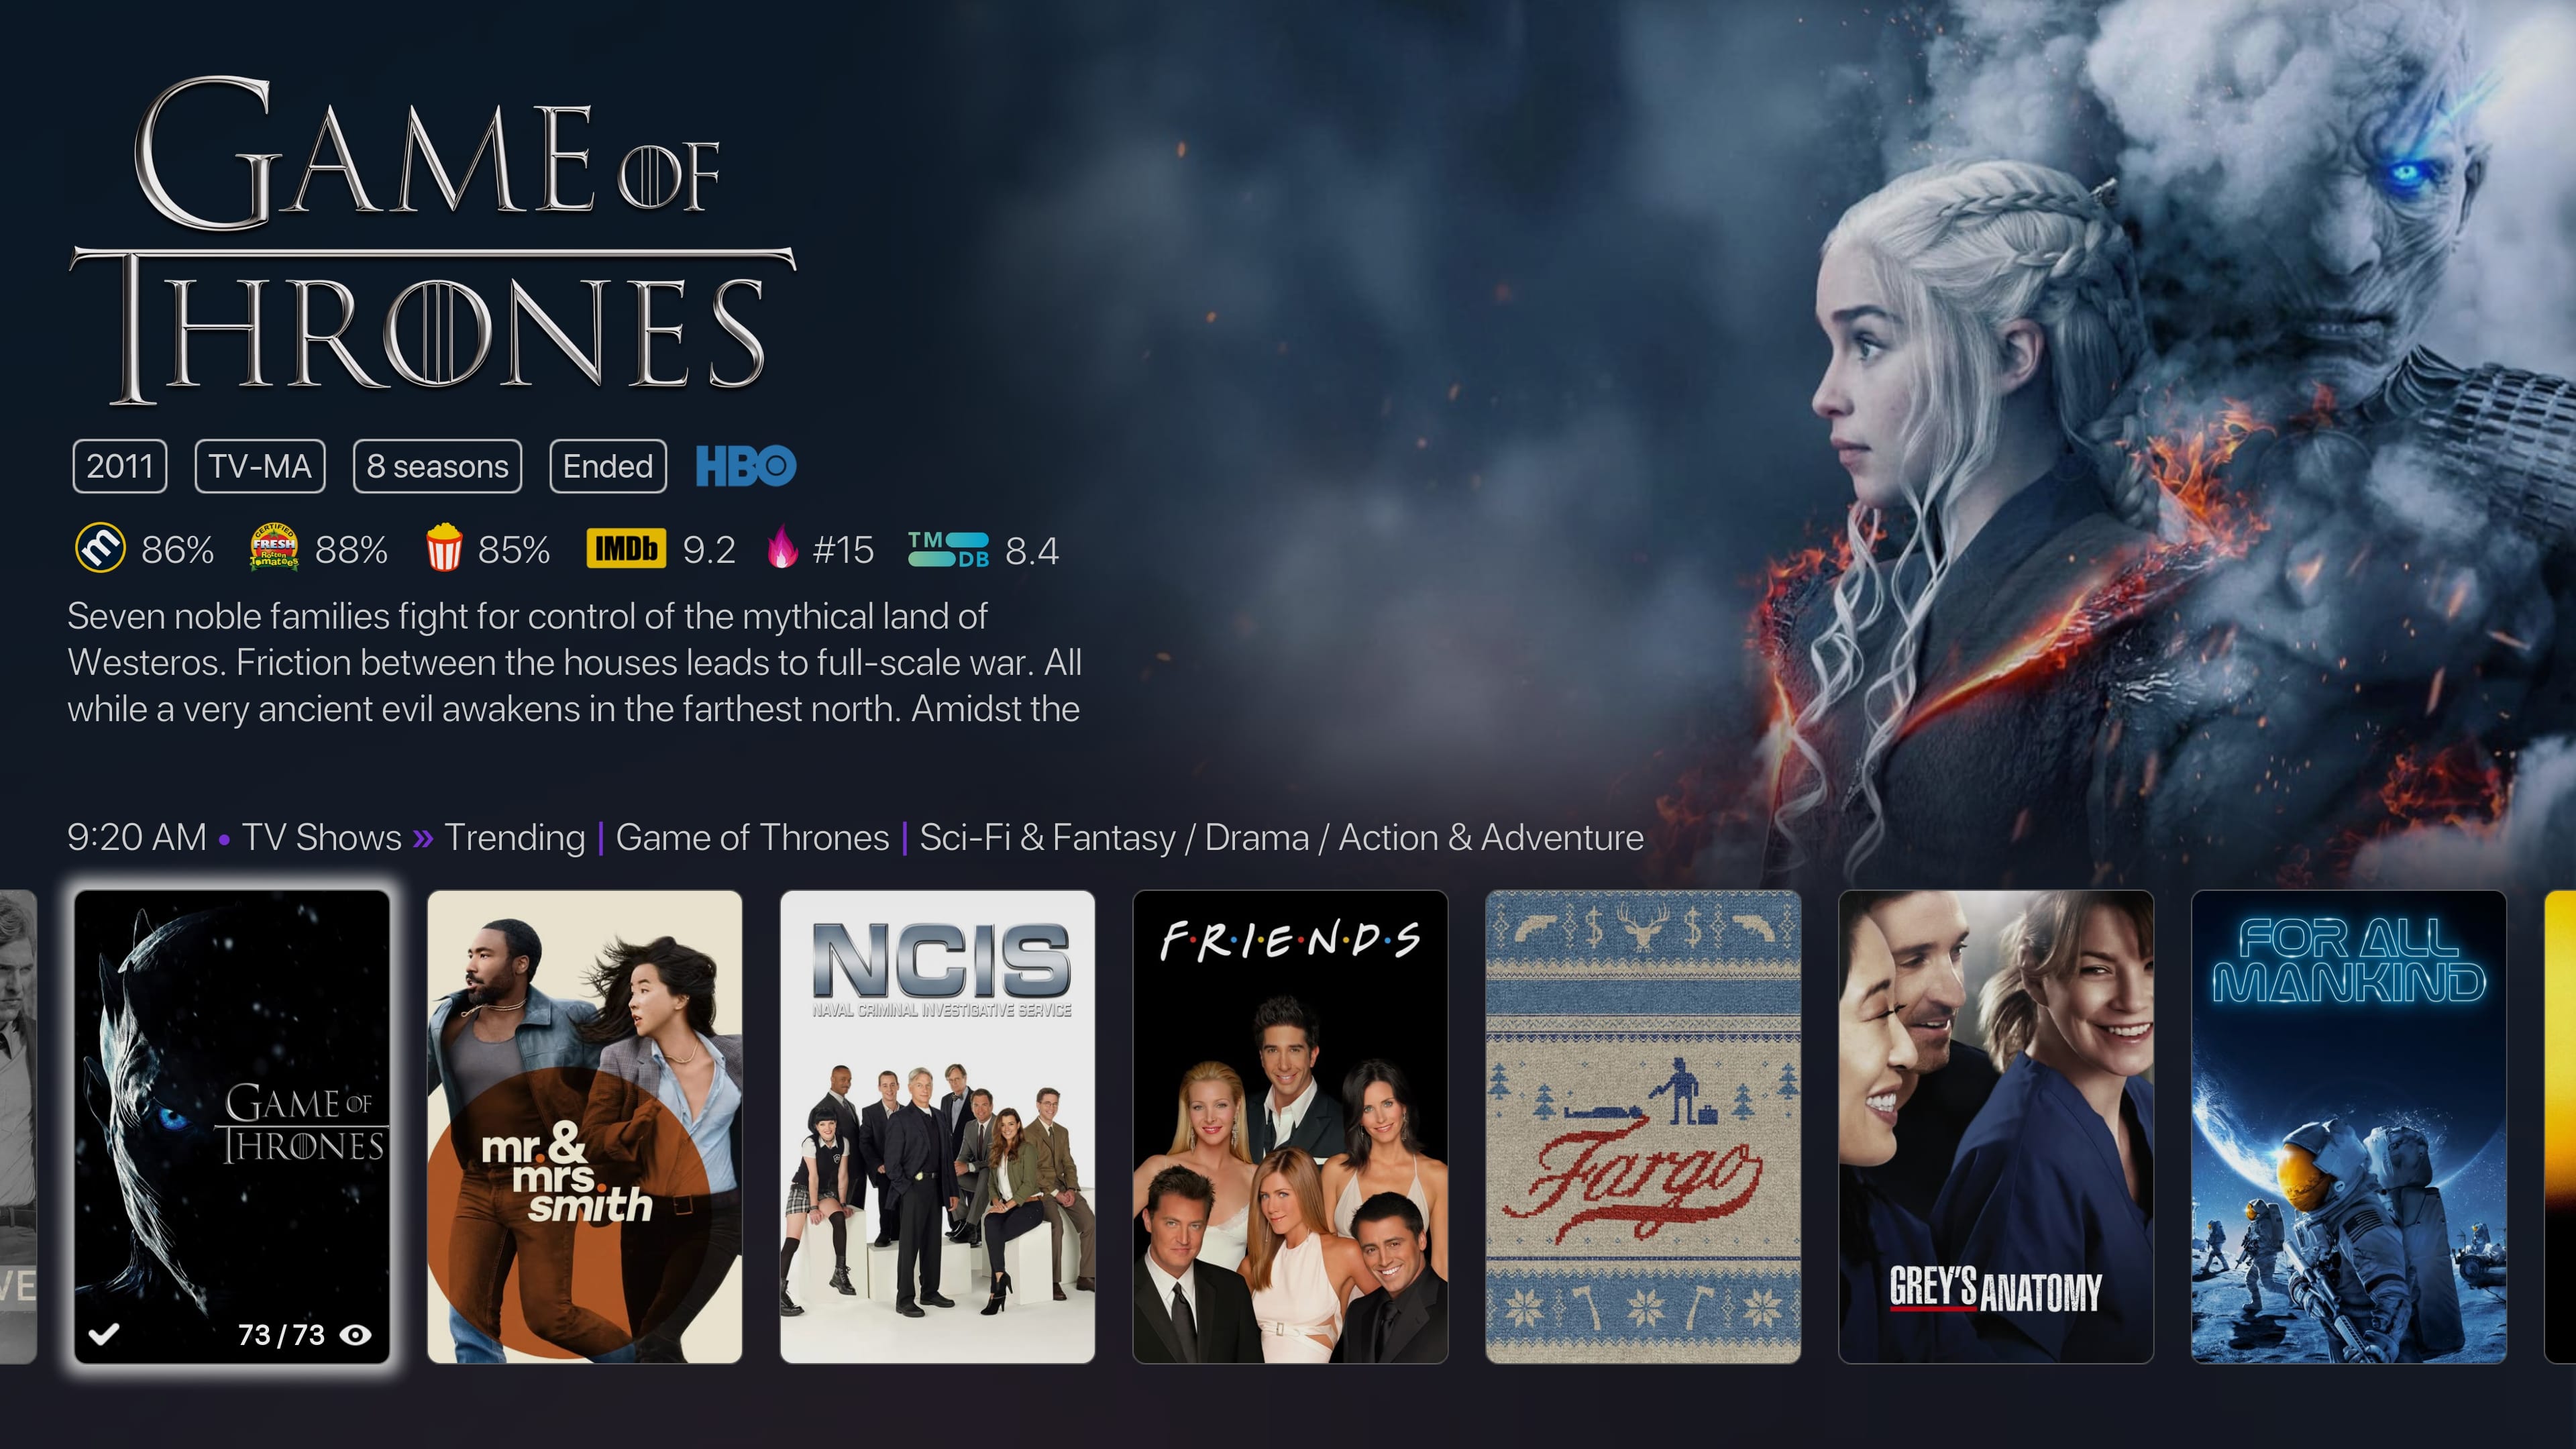 GAME OF
THRONES
2011 TV-MA 8 seasons Ended HBO
m 86% CERTIFIED FRESH Rotten Tomatoes 88% 85% IMDb 9.2 #15 TMDB 8.4
Seven noble families fight for control of the mythical land of
Westeros. Friction between the houses leads to full-scale war. All
while a very ancient evil awakens in the farthest north. Amidst the
9:20 AM • TV Shows » Trending | Game of Thrones | Sci-Fi & Fantasy / Drama / Action & Adventure
VE
GAME OF
THRONES
73 / 73
mr. &
mrs.
smith
NCIS
NAVAL CRIMINAL INVESTIGATIVE SERVICE
F•R•I•E•N•D•S
$ $
Fargo
GREY'S ANATOMY
FOR ALL
MANKIND